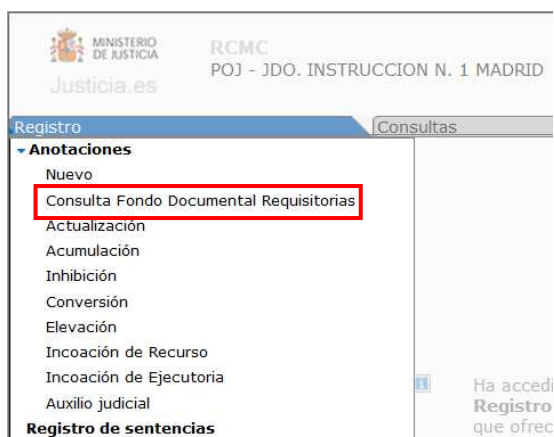 MINISTERIO
DE JUSTICIA
Justicia.es
RCMC
POJ - JDO. INSTRUCCION N. 1 MADRID
Registro
Consultas
Anotaciones
Nuevo
Consulta Fondo Documental Requisitorias
Actualización
Acumulación
Inhibición
Conversión
Elevación
Incoación de Recurso
Incoación de Ejecutoria
Auxilio judicial
Registro de sentencias
Ha accedi
Registro
que ofrec